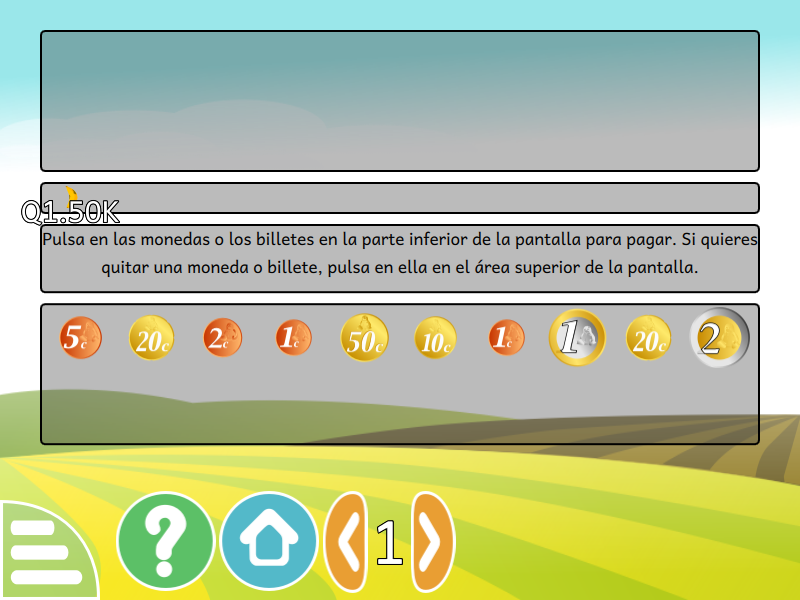 Q1.50K
Pulsa en las monedas o los billetes en la parte inferior de la pantalla para pagar. Si quieres
quitar una moneda o billete, pulsa en ella en el área superior de la pantalla.
5c 20c 2c 1c 50c 10c 1c 1 20c 2
? 1